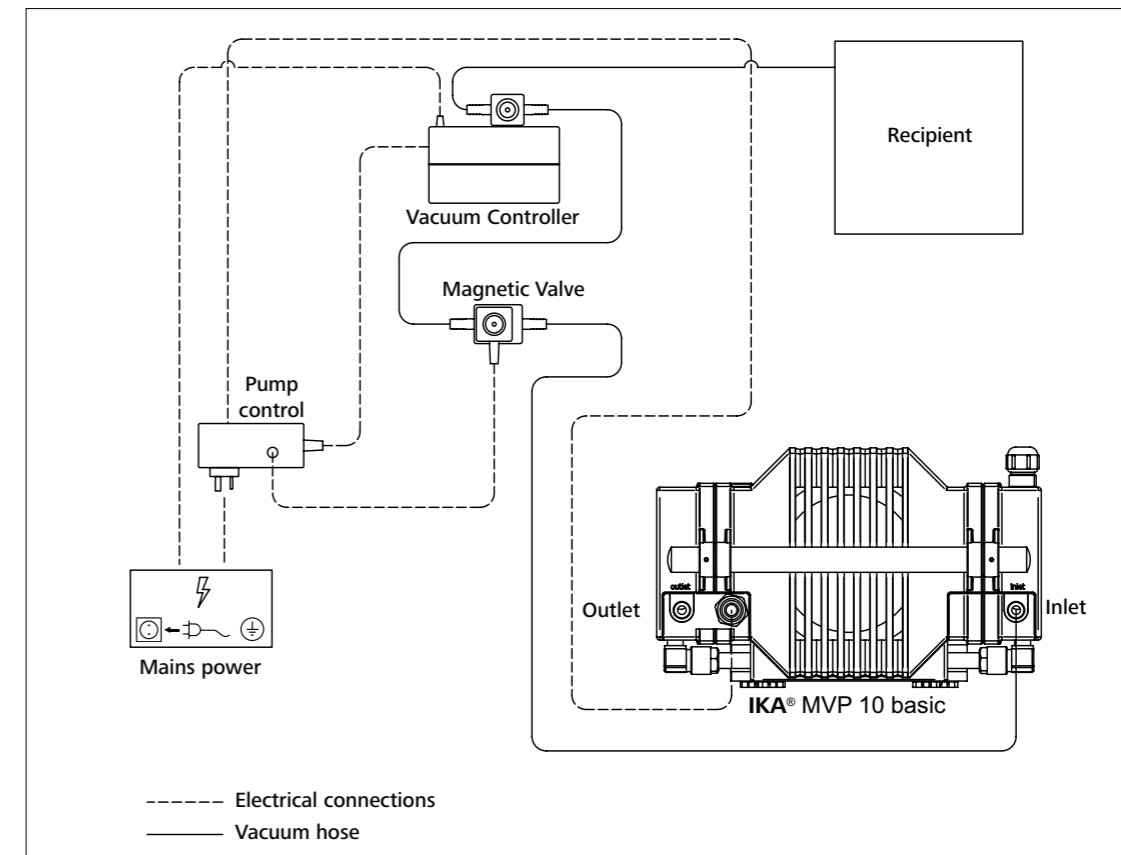 Recipient
Vacuum Controller
Magnetic Valve
Pump
control
outlet
inlet
Outlet
Inlet
Mains power
IKA® MVP 10 basic
Electrical connections
Vacuum hose